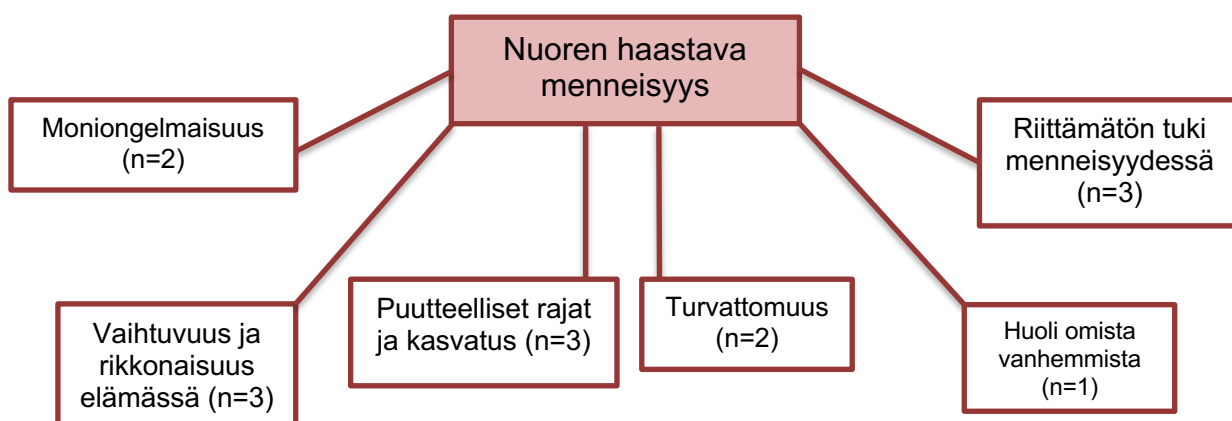 Nuoren haastava
menneisyys
Moniongelmaisuus
(n=2)
Riittämätön tuki
menneisyydessä
(n=3)
Vaihtuvuus ja
rikkonaisuus
elämässä (n=3)
Puutteelliset rajat
ja kasvatus (n=3)
Turvattomuus
(n=2)
Huoli omista
vanhemmista
(n=1)